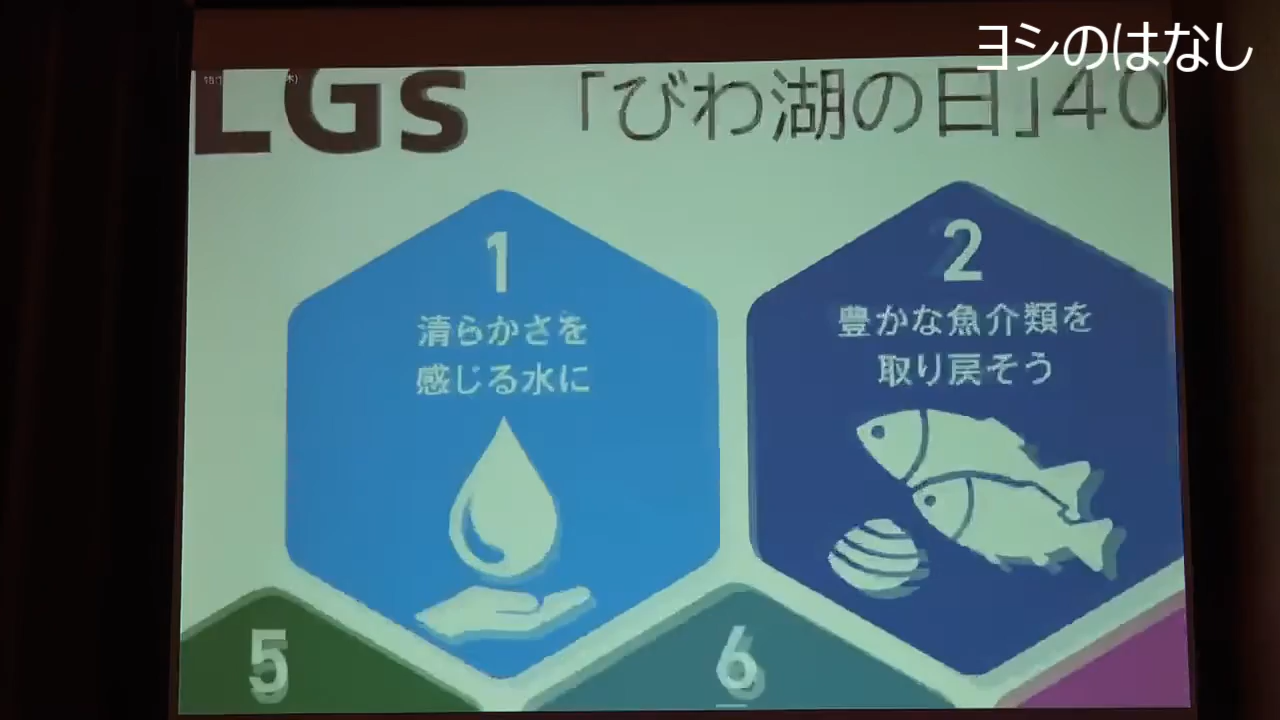 ヨシのはなし
LGs 「びわ湖の日」40
1
清らかさを
感じる水に
2
豊かな魚介類を
取り戻そう
5
6